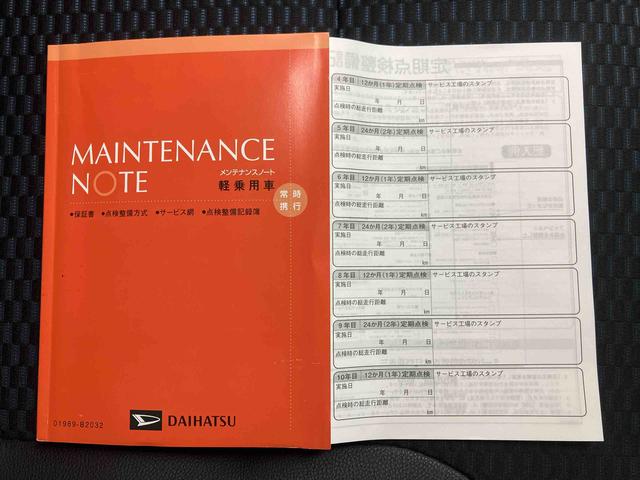 MAINTENANCE
NOTE
メンテナンスノート
軽乗用車
常時
携行
●保証書 ●点検整備方式 ●サービス網 ●点検整備記録簿
DAIHATSU
01989-B2032
4年目 12か月(1年)定期点検 サービス工場のスタンプ
実施日
年 月 日
点検時の総走行距離
km
5年目 24か月(2年)定期点検 サービス工場のスタンプ
実施日
年 月 日
点検時の総走行距離
km
6年目 12か月(1年)定期点検 サービス工場のスタンプ
実施日
年 月 日
点検時の総走行距離
km
7年目 24か月(2年)定期点検 サービス工場のスタンプ
実施日
年 月 日
点検時の総走行距離
km
8年目 12か月(1年)定期点検 サービス工場のスタンプ
実施日
年 月 日
点検時の総走行距離
km
9年目 24か月(2年)定期点検 サービス工場のスタンプ
実施日
年 月 日
点検時の総走行距離
km
10年目 12か月(1年)定期点検 サービス工場のスタンプ
実施日
年 月 日
点検時の総走行距離
km